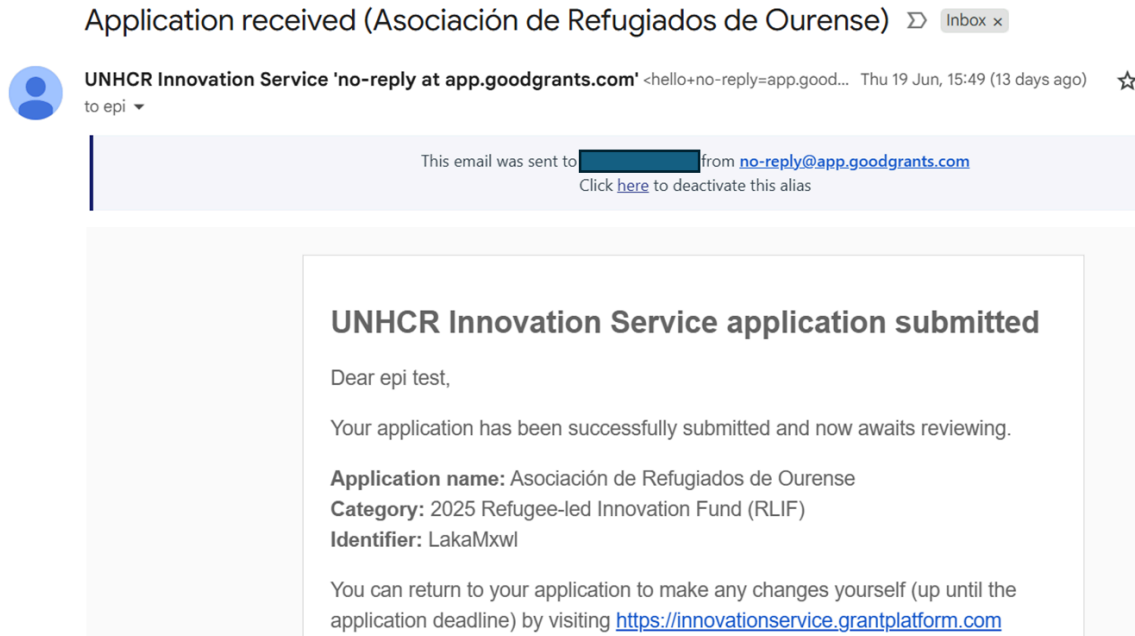 Application received (Asociación de Refugiados de Ourense) Inbox ×
UNHCR Innovation Service 'no-reply at app.goodgrants.com' <hello+no-reply=app.good... Thu 19 Jun, 15:49 (13 days ago)
to epi
This email was sent to from no-reply@app.goodgrants.com
Click here to deactivate this alias
UNHCR Innovation Service application submitted
Dear epi test,
Your application has been successfully submitted and now awaits reviewing.
Application name: Asociación de Refugiados de Ourense
Category: 2025 Refugee-led Innovation Fund (RLIF)
Identifier: LakaMxwl
You can return to your application to make any changes yourself (up until the
application deadline) by visiting https://innovationservice.grantplatform.com